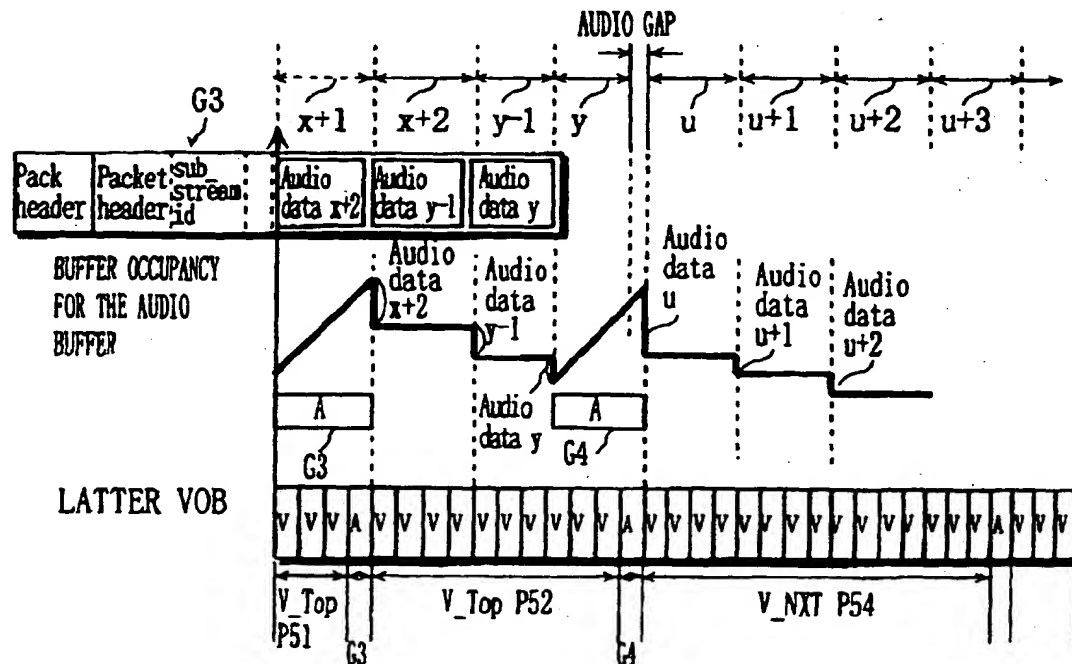 AUDIO GAP
x+1 x+2 y-1 y u u+1 u+2 u+3
G3
Pack header
Packet header
sub_stream id
Audio data x+2
Audio data y-1
Audio data y
BUFFER OCCUPANCY
FOR THE AUDIO
BUFFER
Audio data x+2
Audio data y-1
Audio data y
Audio data u
Audio data u+1
Audio data u+2
A
G3
A
G4
LATTER VOB
V V V A V V V V V V V V V V A V V V V V V V V V V V V V V A V V V
V_Top P51
G3
V_Top P52
G4
V_NXT P54